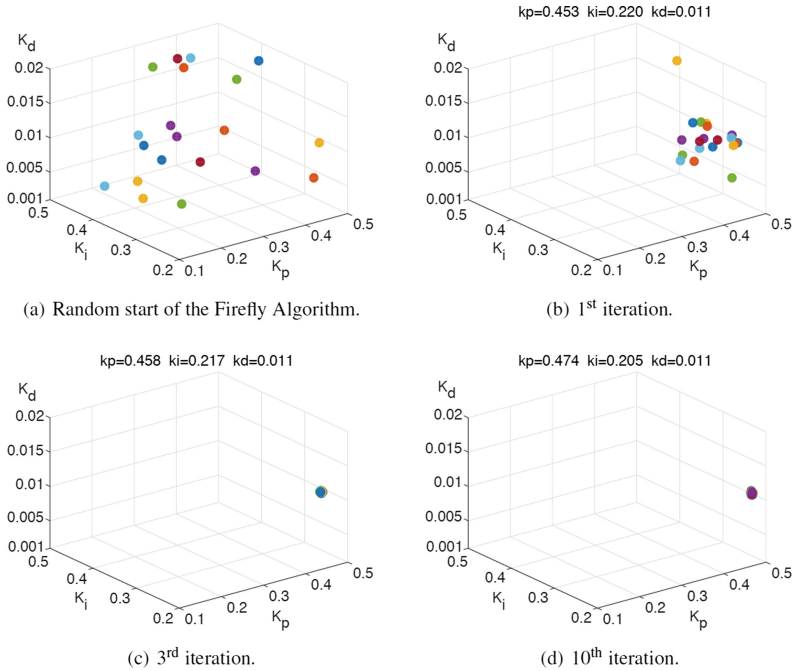 K_d
0.02
0.015
0.01
0.005
0.001
0.5
0.4
0.3
0.2
K_i
0.1
0.2
0.3
0.4
0.5
K_p
(a) Random start of the Firefly Algorithm.
kp=0.453 ki=0.220 kd=0.011
K_d
0.02
0.015
0.01
0.005
0.001
0.5
0.4
0.3
0.2
K_i
0.1
0.2
0.3
0.4
0.5
K_p
(b) 1st iteration.
kp=0.458 ki=0.217 kd=0.011
K_d
0.02
0.015
0.01
0.005
0.001
0.5
0.4
0.3
0.2
K_i
0.1
0.2
0.3
0.4
0.5
K_p
(c) 3rd iteration.
kp=0.474 ki=0.205 kd=0.011
K_d
0.02
0.015
0.01
0.005
0.001
0.5
0.4
0.3
0.2
K_i
0.1
0.2
0.3
0.4
0.5
K_p
(d) 10th iteration.